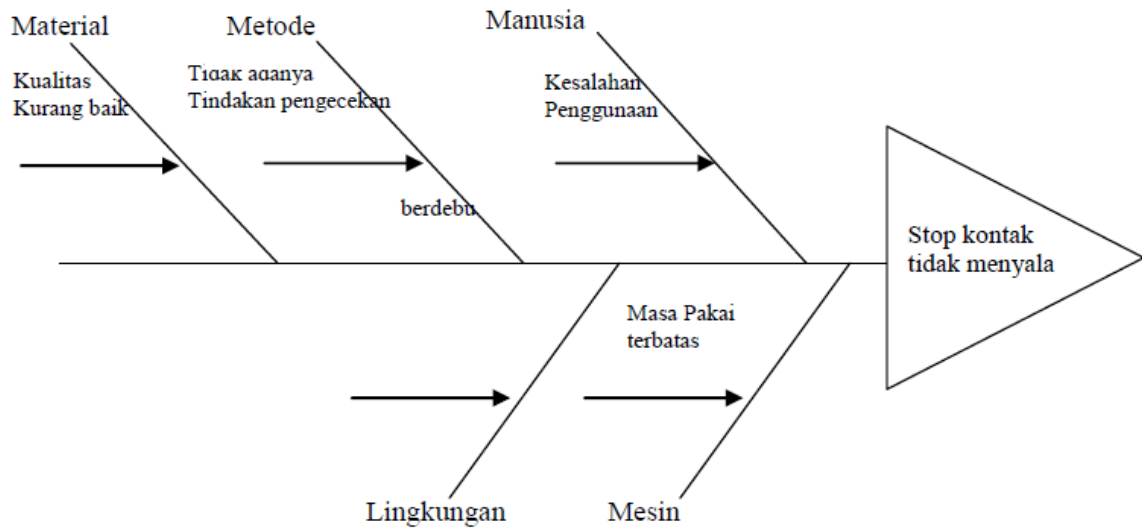 Material
Metode
Manusia
Kualitas
Kurang baik
Tidak adanya
Tindakan pengecekan
Kesalahan
Penggunaan
berdebu
Stop kontak
tidak menyala
Masa Pakai
terbatas
Lingkungan
Mesin